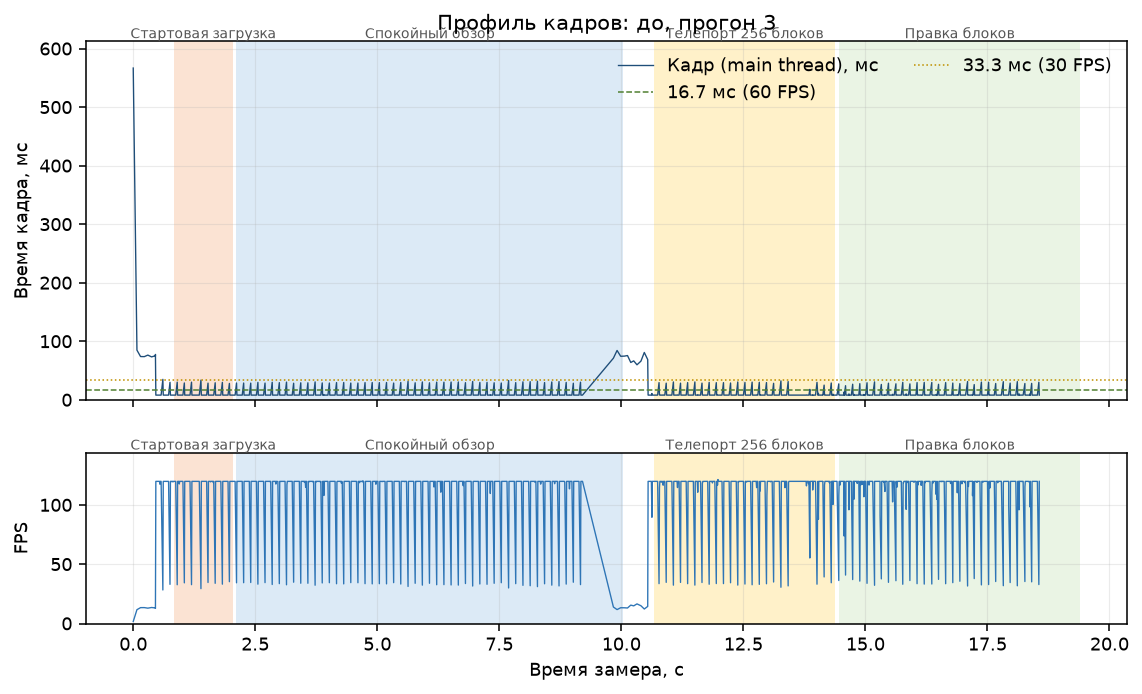 Профиль кадров: до, прогон 3
Стартовая загрузка
Спокойный обзор
Телепорт 256 блоков
Правка блоков
Кадр (main thread), мс
16.7 мс (60 FPS)
33.3 мс (30 FPS)
Время кадра, мс
600
500
400
300
200
100
0
Стартовая загрузка
Спокойный обзор
Телепорт 256 блоков
Правка блоков
FPS
100
50
0
0.0 2.5 5.0 7.5 10.0 12.5 15.0 17.5 20.0
Время замера, с